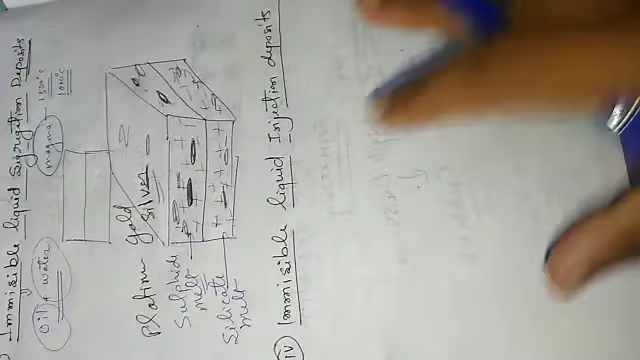 Immisible liquid Segregation Deposits
Oil + water
magma
1500°C
1000°C
Platinum Gold Silver
Sulphide melt
Silicate melt
iv) Immisible liquid Injection deposits